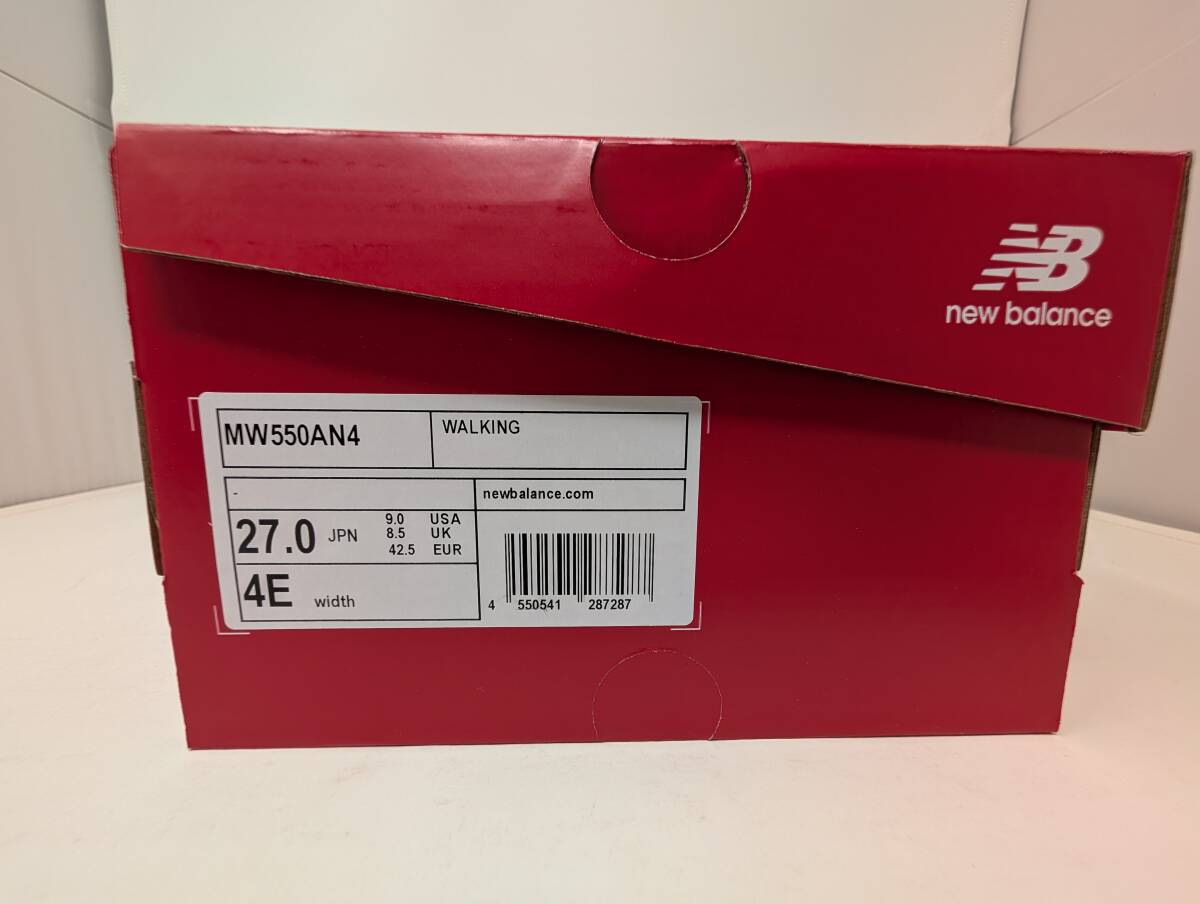 NB
new balance
MW550AN4 WALKING
- newbalance.com
27.0 JPN
9.0 USA
8.5 UK
42.5 EUR
4E width
4 550541 287287